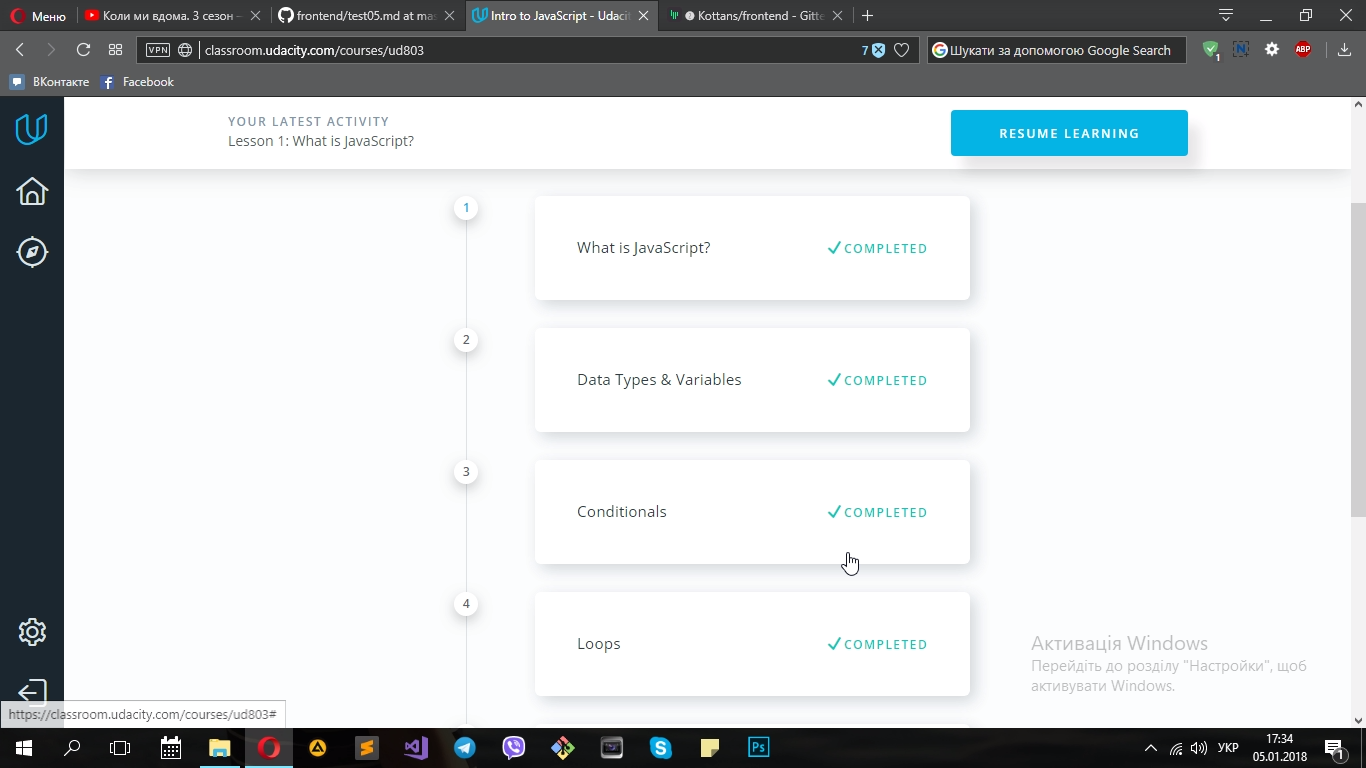 Меню
Коли ми вдома. 3 сезон -
frontend/test05.md at mas
Intro to JavaScript - Udaci
Kottans/frontend - Gitte
VPN
classroom.udacity.com/courses/ud803
7
Шукати за допомогою Google Search
1
ABP
ВКонтакте
Facebook
YOUR LATEST ACTIVITY
Lesson 1: What is JavaScript?
RESUME LEARNING
1
What is JavaScript?
COMPLETED
2
Data Types & Variables
COMPLETED
3
Conditionals
COMPLETED
4
Loops
COMPLETED
Активація Windows
Перейдіть до розділу "Настройки", щоб
активувати Windows.
https://classroom.udacity.com/courses/ud803#
Ps
УКР
17:34
05.01.2018
1